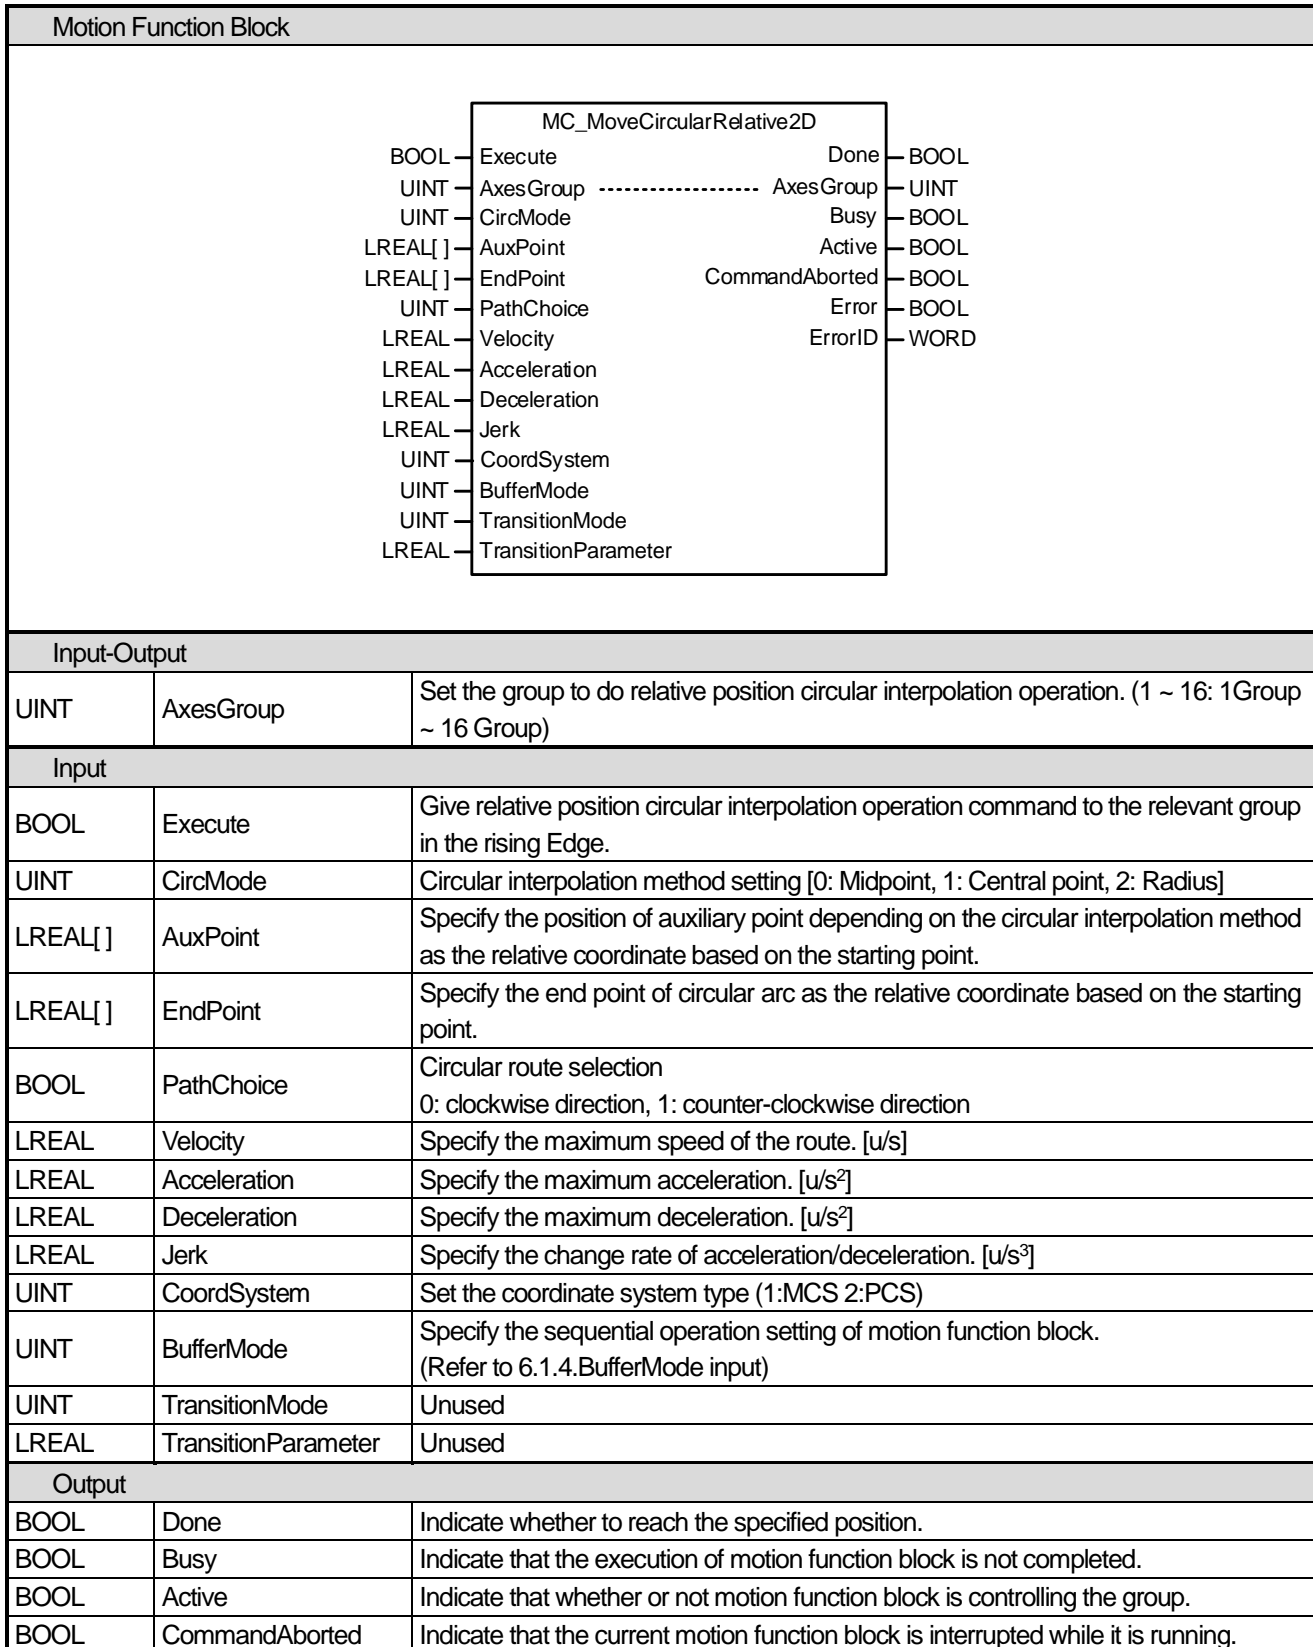 Motion Function Block
MC_MoveCircularRelative2D
BOOL Execute Done BOOL
UINT AxesGroup AxesGroup UINT
UINT CircMode Busy BOOL
LREAL[ ] AuxPoint Active BOOL
LREAL[ ] EndPoint CommandAborted BOOL
UINT PathChoice Error BOOL
LREAL Velocity ErrorID WORD
LREAL Acceleration
LREAL Deceleration
LREAL Jerk
UINT CoordSystem
UINT BufferMode
UINT TransitionMode
LREAL TransitionParameter
Input-Output
UINT AxesGroup Set the group to do relative position circular interpolation operation. (1 ~ 16: 1Group
~ 16 Group)
Input
BOOL Execute Give relative position circular interpolation operation command to the relevant group
in the rising Edge.
UINT CircMode Circular interpolation method setting [0: Midpoint, 1: Central point, 2: Radius]
LREAL[ ] AuxPoint Specify the position of auxiliary point depending on the circular interpolation method
as the relative coordinate based on the starting point.
LREAL[ ] EndPoint Specify the end point of circular arc as the relative coordinate based on the starting
point.
BOOL PathChoice Circular route selection
0: clockwise direction, 1: counter-clockwise direction
LREAL Velocity Specify the maximum speed of the route. [u/s]
LREAL Acceleration Specify the maximum acceleration. [u/s²]
LREAL Deceleration Specify the maximum deceleration. [u/s²]
LREAL Jerk Specify the change rate of acceleration/deceleration. [u/s³]
UINT CoordSystem Set the coordinate system type (1:MCS 2:PCS)
UINT BufferMode Specify the sequential operation setting of motion function block.
(Refer to 6.1.4.BufferMode input)
UINT TransitionMode Unused
LREAL TransitionParameter Unused
Output
BOOL Done Indicate whether to reach the specified position.
BOOL Busy Indicate that the execution of motion function block is not completed.
BOOL Active Indicate that whether or not motion function block is controlling the group.
BOOL CommandAborted Indicate that the current motion function block is interrupted while it is running.